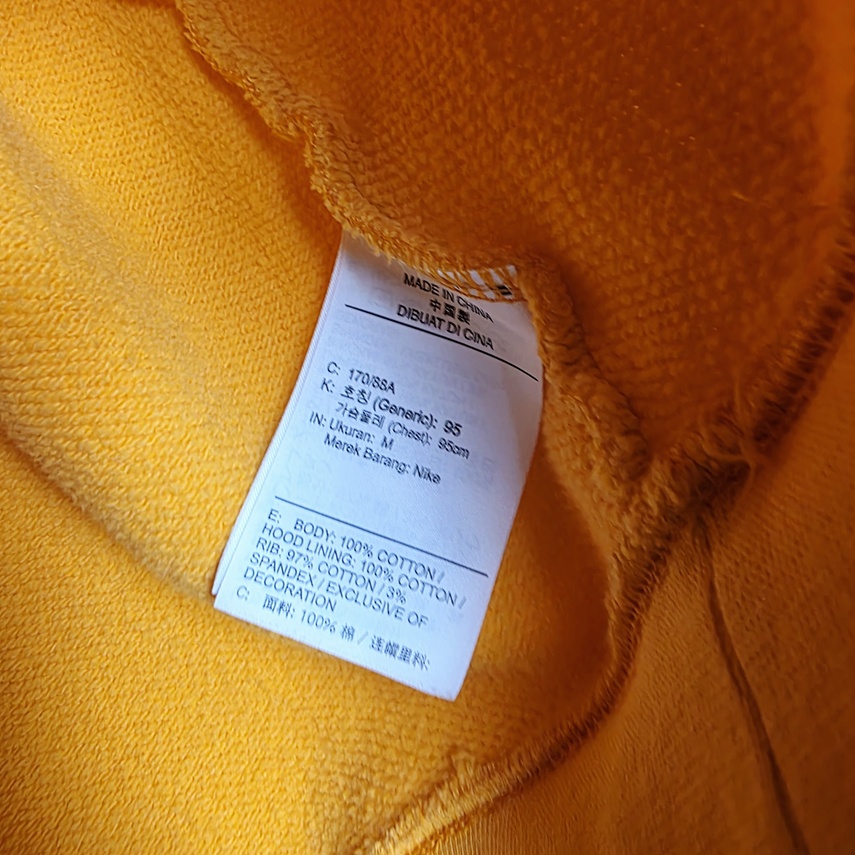 MADE IN CHINA
中国製
DIBUAT DI CINA
C: 170/88A
K: 호칭 (Generic): 95
가슴둘레 (Chest): 95cm
IN: Ukuran: M
Merek Barang: Nike
E: BODY: 100% COTTON /
HOOD LINING: 100% COTTON /
RIB: 97% COTTON / 3%
SPANDEX / EXCLUSIVE OF
DECORATION
C: 面料: 100% 棉 / 连帽里料: